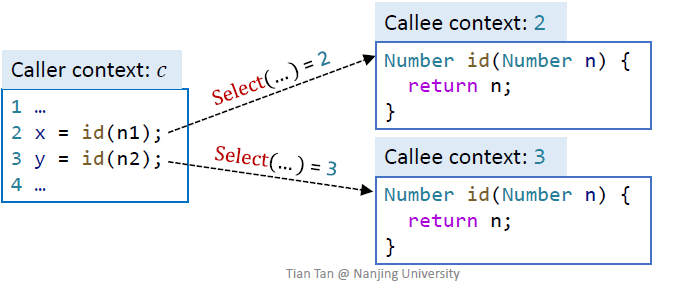 Caller context: c
1 …
2 x = id(n1);
3 y = id(n2);
4 …
Select(…) = 2
Select(…) = 3
Callee context: 2
Number id(Number n) {
return n;
}
Callee context: 3
Number id(Number n) {
return n;
}
Tian Tan @ Nanjing University